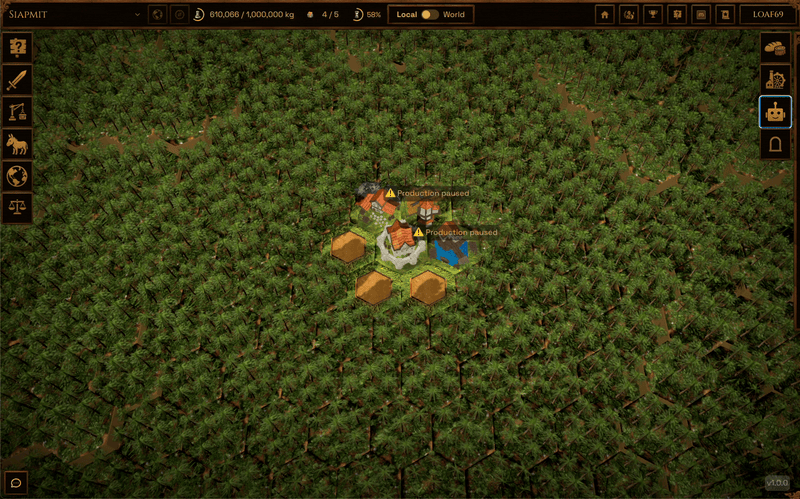 SIAPMIT
610,066 / 1,000,000 kg
4 / 5
58%
Local
World
LOAF69
Production paused
Production paused
v1.0.0